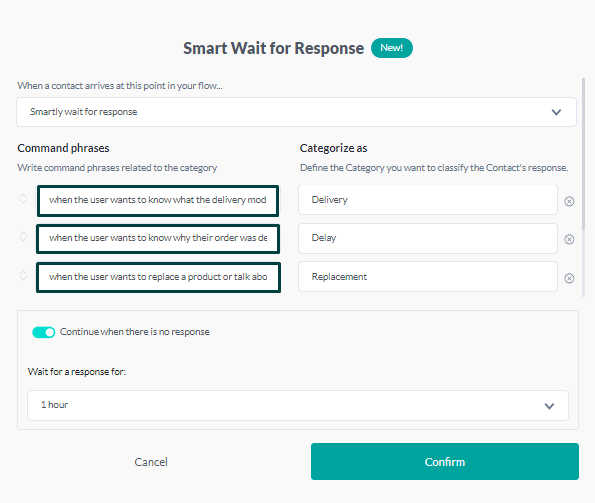 Smart Wait for Response New!
When a contact arrives at this point in your flow...
Smartly wait for response
Command phrases
Categorize as
Write command phrases related to the category
Define the Category you want to classify the Contact's response.
when the user wants to know what the delivery mod
Delivery
when the user wants to know why their order was de
Delay
when the user wants to replace a product or talk abo
Replacement
Continue when there is no response
Wait for a response for:
1 hour
Cancel
Confirm